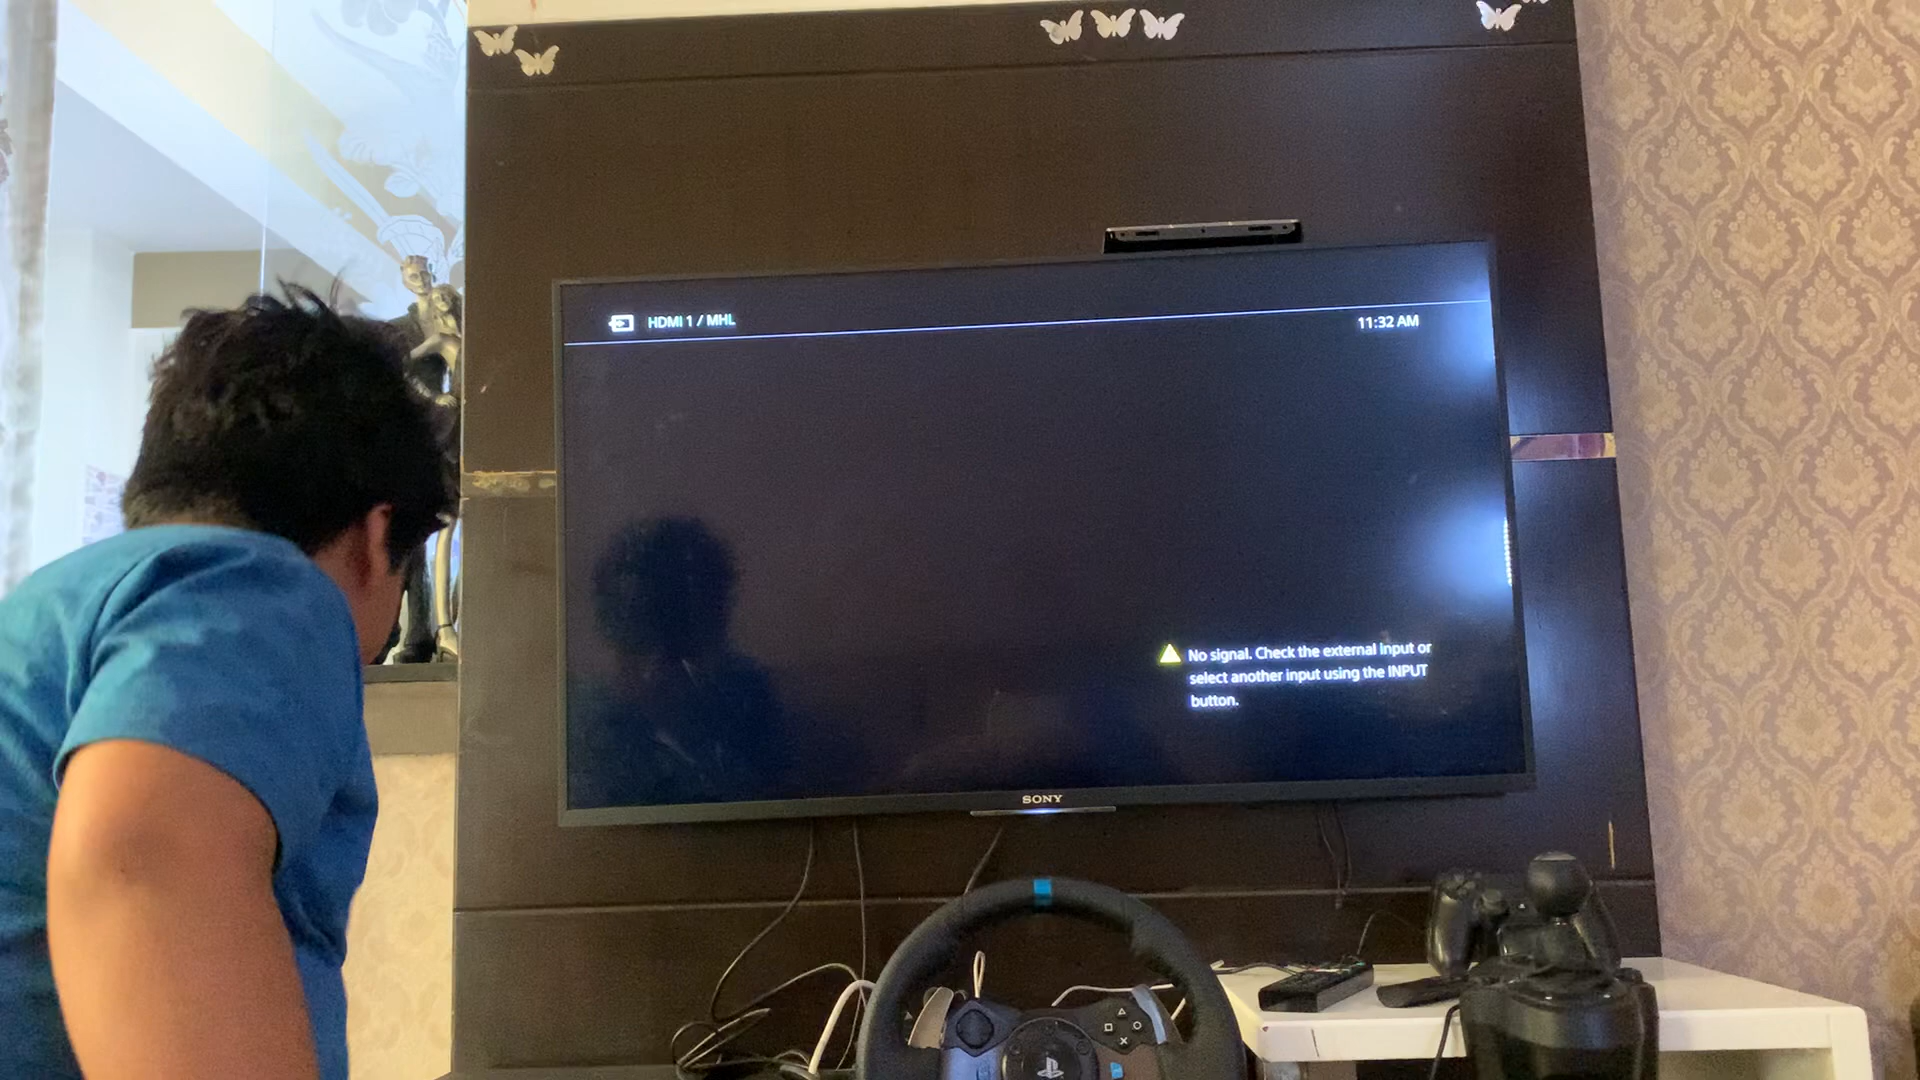 HDMI 1 / MHL
11:32 AM
No signal. Check the external input or
select another input using the INPUT
button.
SONY